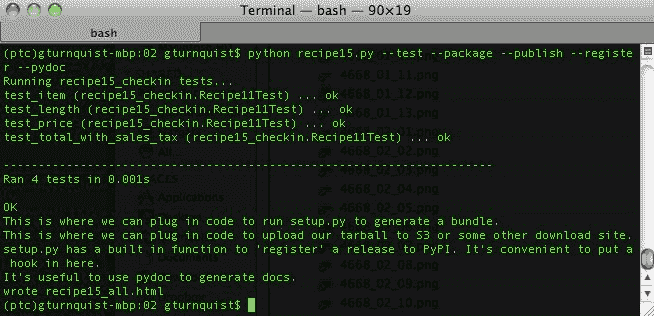 Terminal — bash — 90×19
bash
(ptc)gturnquist-mbp:02 gturnquist$ python recipe15.py --test --package --publish --registe
r --pydoc
Running recipe15_checkin tests...
test_item (recipe15_checkin.Recipe11Test) ... ok
test_length (recipe15_checkin.Recipe11Test) ... ok
test_price (recipe15_checkin.Recipe11Test) ... ok
test_total_with_sales_tax (recipe15_checkin.Recipe11Test) ... ok
----------------------------------------------------------------------
Ran 4 tests in 0.001s
OK
This is where we can plug in code to run setup.py to generate a bundle.
This is where we can plug in code to upload our tarball to S3 or some other download site.
setup.py has a built in function to 'register' a release to PyPI. It's convenient to put a
 hook in here.
It's useful to use pydoc to generate docs.
wrote recipe15_all.html
(ptc)gturnquist-mbp:02 gturnquist$